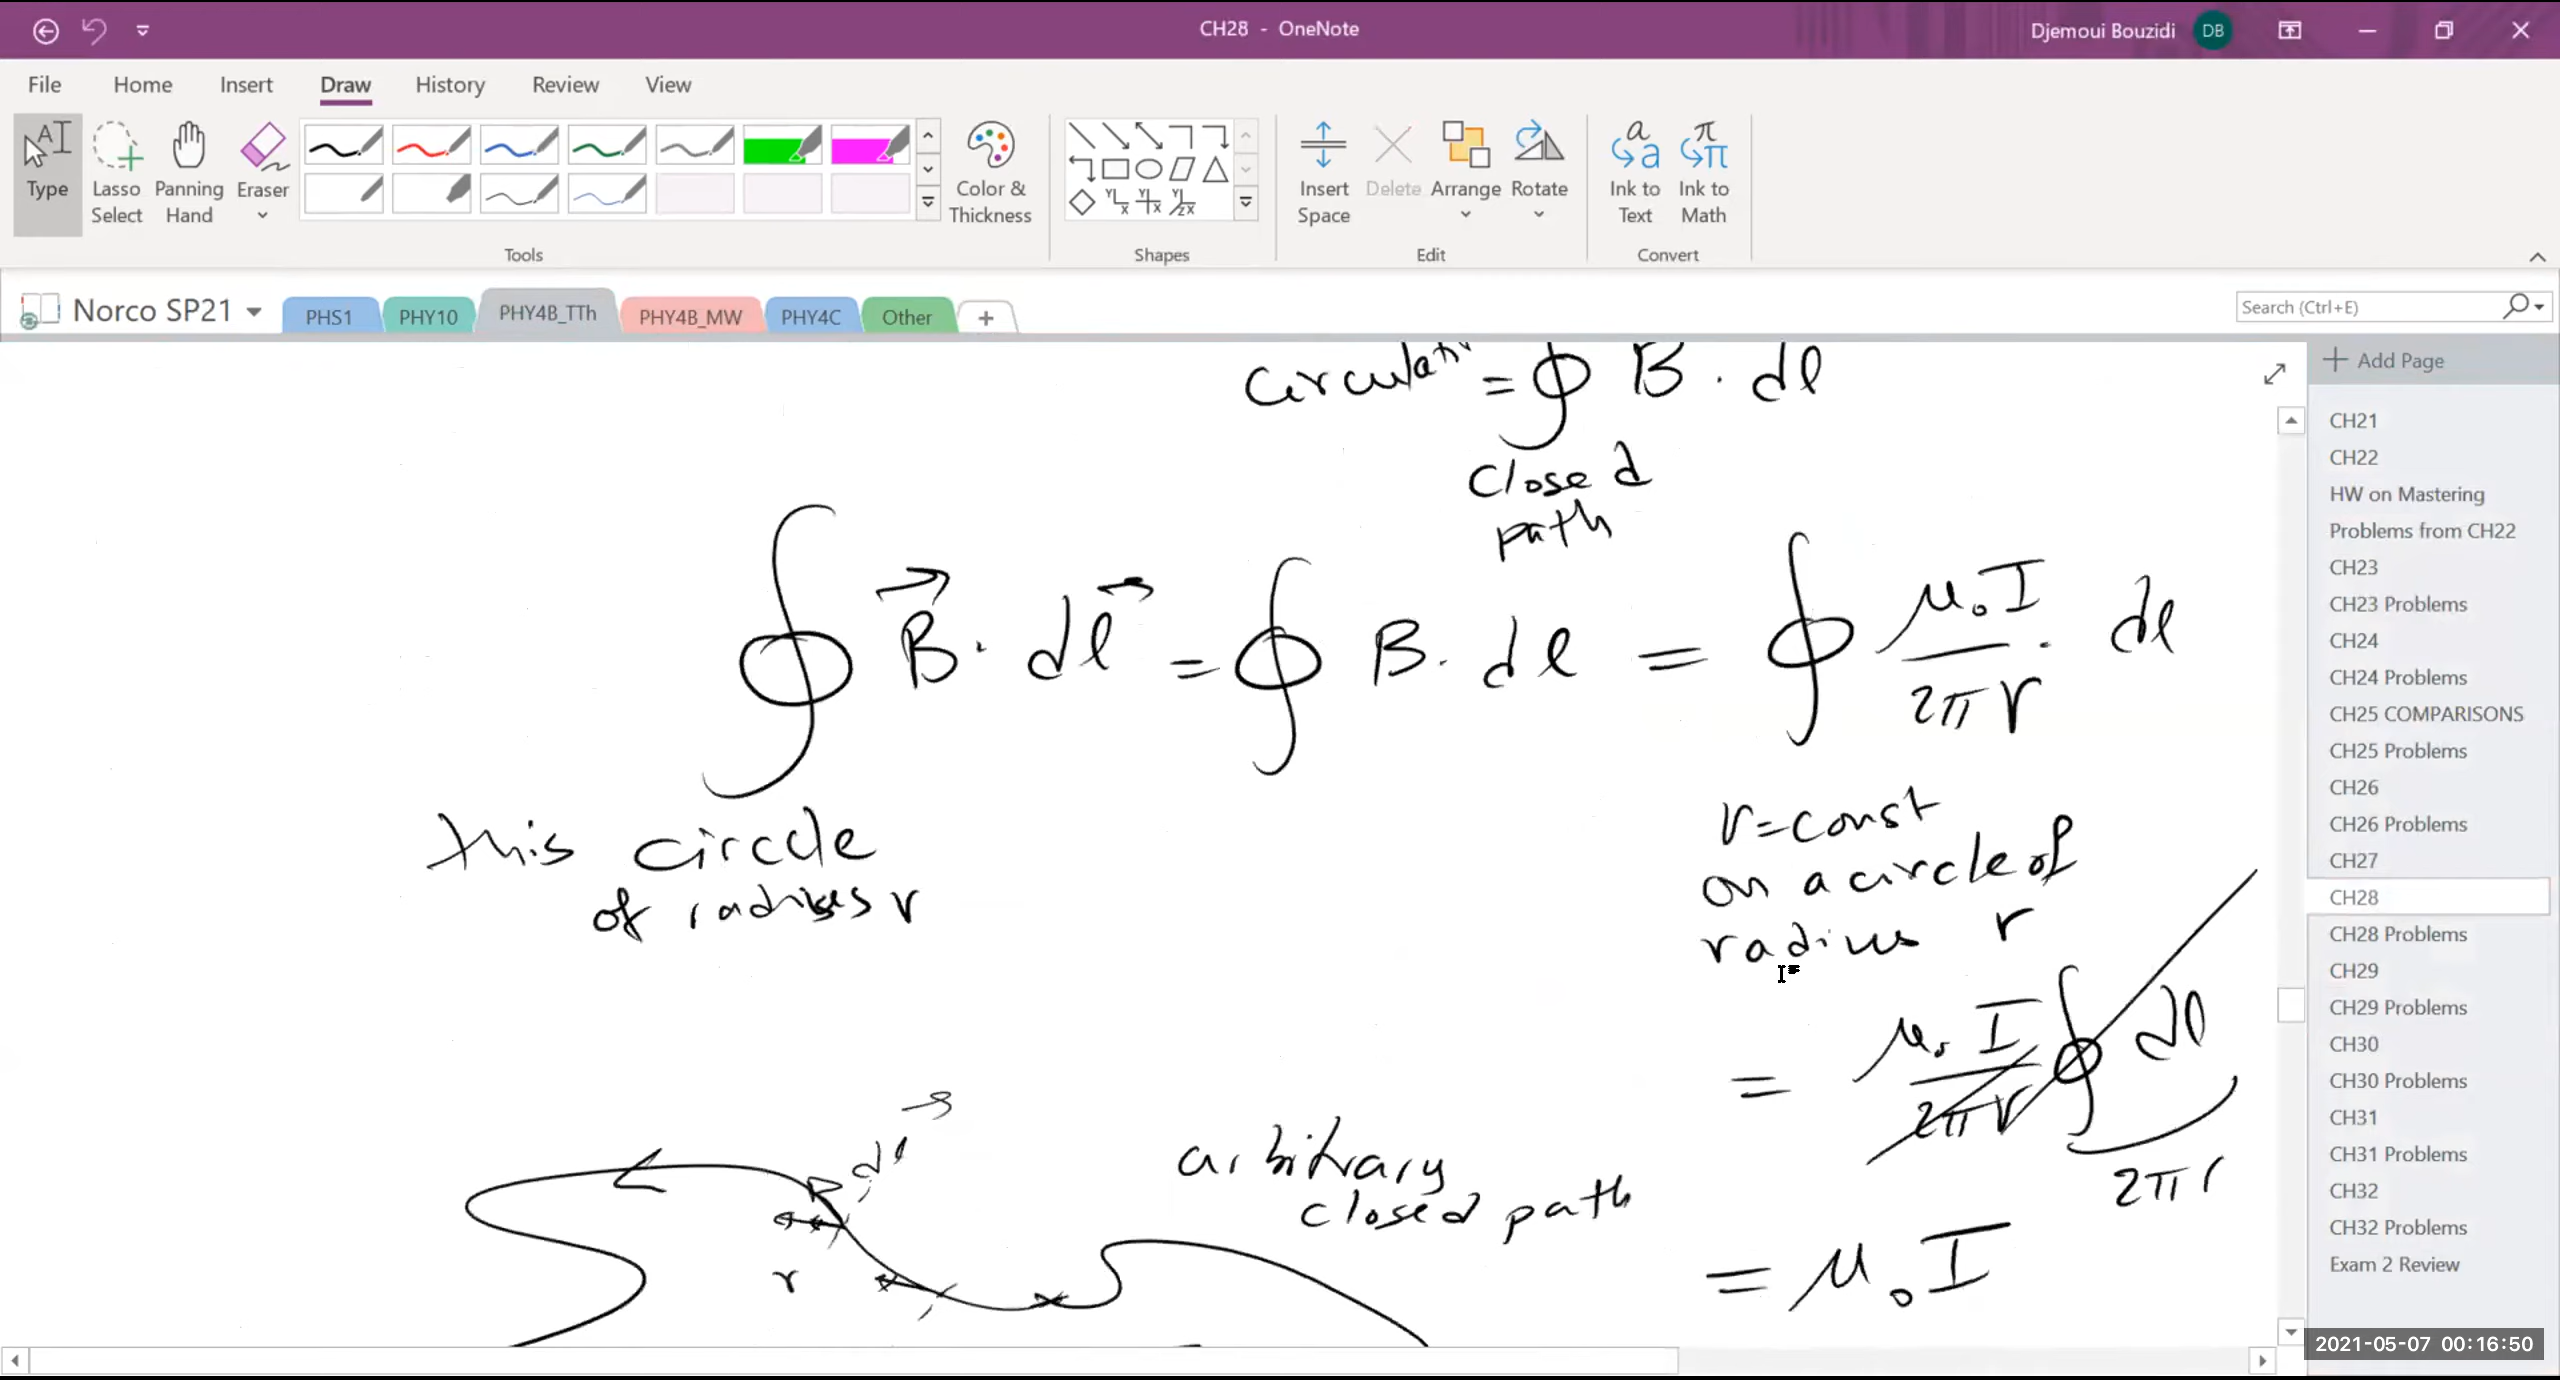 CH28 - OneNote
Djemoui Bouzidi DB
File Home Insert Draw History Review View
Type
Lasso Select
Panning Hand
Eraser
Color & Thickness
Insert Space
Delete
Arrange
Rotate
Ink to Text
Ink to Math
Tools Shapes Edit Convert
Norco SP21
PHS1 PHY10 PHY4B_TTh PHY4B_MW PHY4C Other +
Search (Ctrl+E)
= ∮ B · dl
closed
path
∮ B⃗ · dl⃗ = ∮ B · dl = ∮ μ₀I / 2πr · dl
this circcle
of radiuses r
r = const
on a circle of
radius r
= μ₀ I / 2πr ∮ dl
2πr
= μ₀ I
dl
r
arbitrary
closed path
Add Page
CH21
CH22
HW on Mastering
Problems from CH22
CH23
CH23 Problems
CH24
CH24 Problems
CH25 COMPARISONS
CH25 Problems
CH26
CH26 Problems
CH27
CH28
CH28 Problems
CH29
CH29 Problems
CH30
CH30 Problems
CH31
CH31 Problems
CH32
CH32 Problems
Exam 2 Review
2021-05-07 00:16:50